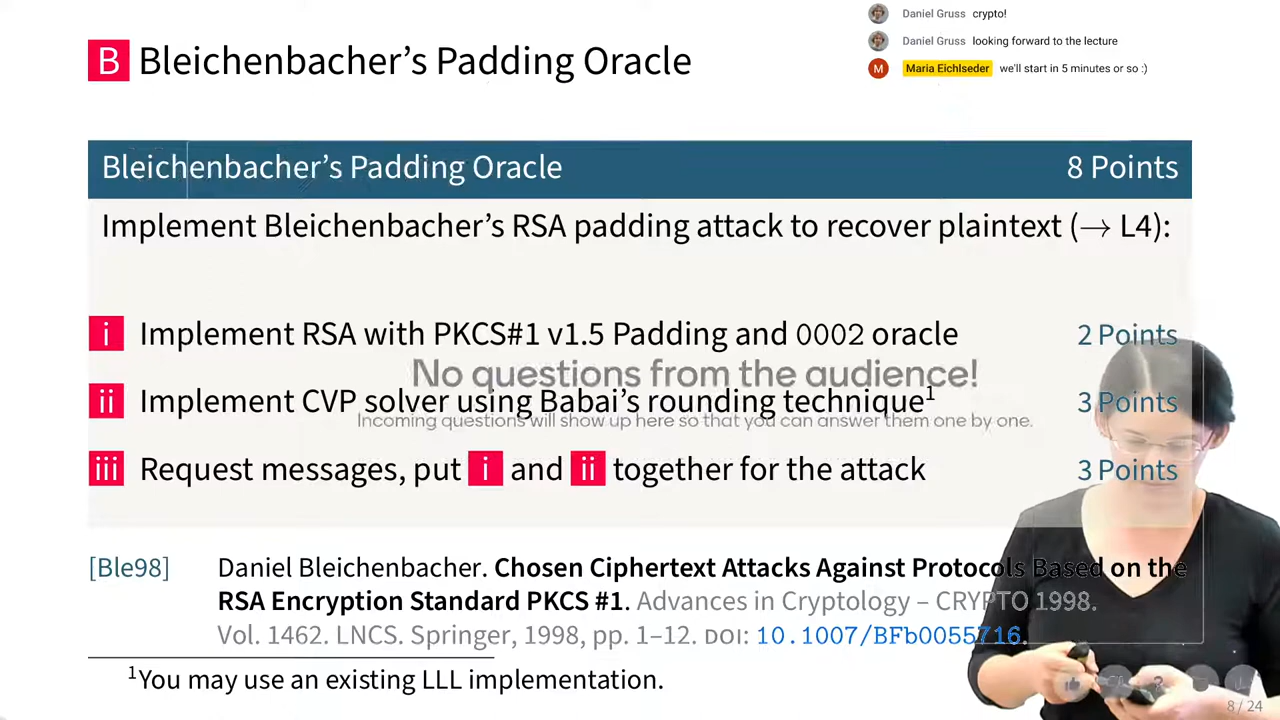 Daniel Gruss crypto!
Daniel Gruss looking forward to the lecture
M Maria Eichlseder we'll start in 5 minutes or so :)
B Bleichenbacher's Padding Oracle
Bleichenbacher's Padding Oracle 8 Points
Implement Bleichenbacher's RSA padding attack to recover plaintext (→ L4):
i Implement RSA with PKCS#1 v1.5 Padding and 0002 oracle 2 Points
No questions from the audience!
ii Implement CVP solver using Babai's rounding technique¹ 3 Points
Incoming questions will show up here so that you can answer them one by one.
iii Request messages, put i and ii together for the attack 3 Points
[Ble98] Daniel Bleichenbacher. Chosen Ciphertext Attacks Against Protocols Based on the
RSA Encryption Standard PKCS #1. Advances in Cryptology – CRYPTO 1998.
Vol. 1462. LNCS. Springer, 1998, pp. 1–12. DOI: 10.1007/BFb0055716.
¹You may use an existing LLL implementation.
8 / 24